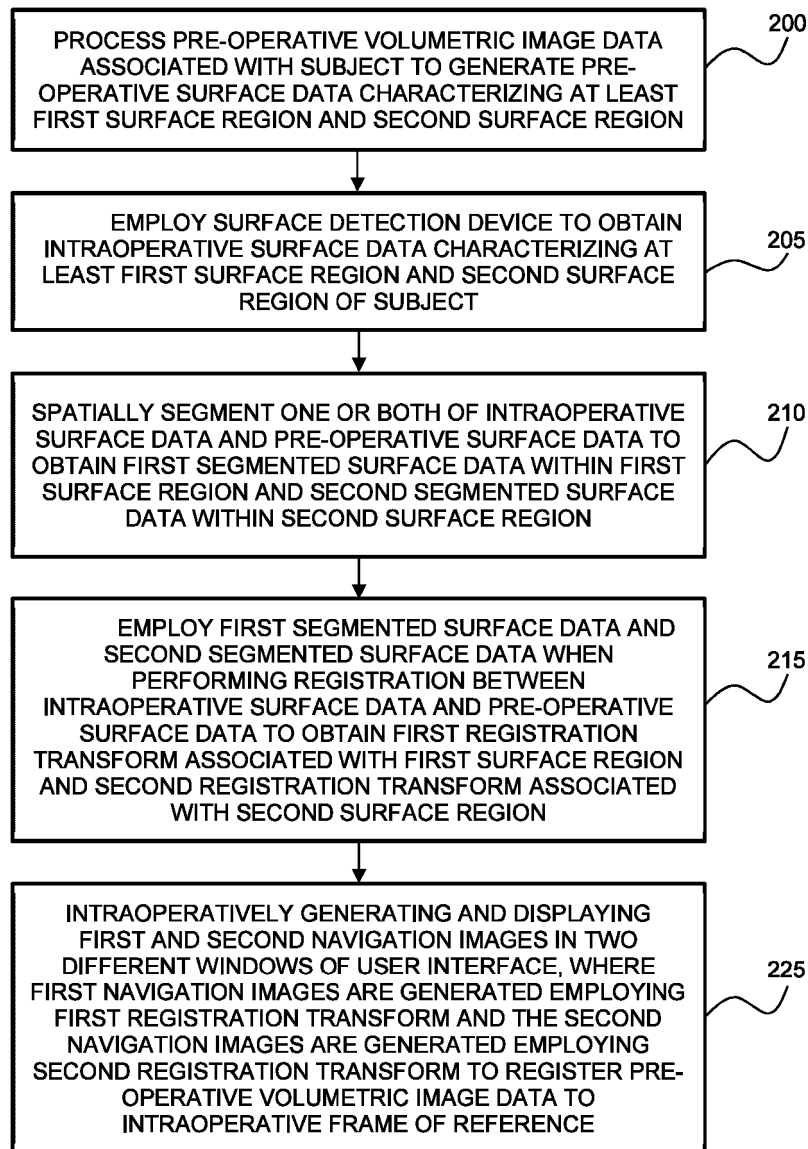 PROCESS PRE-OPERATIVE VOLUMETRIC IMAGE DATA
ASSOCIATED WITH SUBJECT TO GENERATE PRE-
OPERATIVE SURFACE DATA CHARACTERIZING AT LEAST
FIRST SURFACE REGION AND SECOND SURFACE REGION
200
EMPLOY SURFACE DETECTION DEVICE TO OBTAIN
INTRAOPERATIVE SURFACE DATA CHARACTERIZING AT
LEAST FIRST SURFACE REGION AND SECOND SURFACE
REGION OF SUBJECT
205
SPATIALLY SEGMENT ONE OR BOTH OF INTRAOPERATIVE
SURFACE DATA AND PRE-OPERATIVE SURFACE DATA TO
OBTAIN FIRST SEGMENTED SURFACE DATA WITHIN FIRST
SURFACE REGION AND SECOND SEGMENTED SURFACE
DATA WITHIN SECOND SURFACE REGION
210
EMPLOY FIRST SEGMENTED SURFACE DATA AND
SECOND SEGMENTED SURFACE DATA WHEN
PERFORMING REGISTRATION BETWEEN
INTRAOPERATIVE SURFACE DATA AND PRE-OPERATIVE
SURFACE DATA TO OBTAIN FIRST REGISTRATION
TRANSFORM ASSOCIATED WITH FIRST SURFACE REGION
AND SECOND REGISTRATION TRANSFORM ASSOCIATED
WITH SECOND SURFACE REGION
215
INTRAOPERATIVELY GENERATING AND DISPLAYING
FIRST AND SECOND NAVIGATION IMAGES IN TWO
DIFFERENT WINDOWS OF USER INTERFACE, WHERE
FIRST NAVIGATION IMAGES ARE GENERATED EMPLOYING
FIRST REGISTRATION TRANSFORM AND THE SECOND
NAVIGATION IMAGES ARE GENERATED EMPLOYING
SECOND REGISTRATION TRANSFORM TO REGISTER PRE-
OPERATIVE VOLUMETRIC IMAGE DATA TO
INTRAOPERATIVE FRAME OF REFERENCE
225